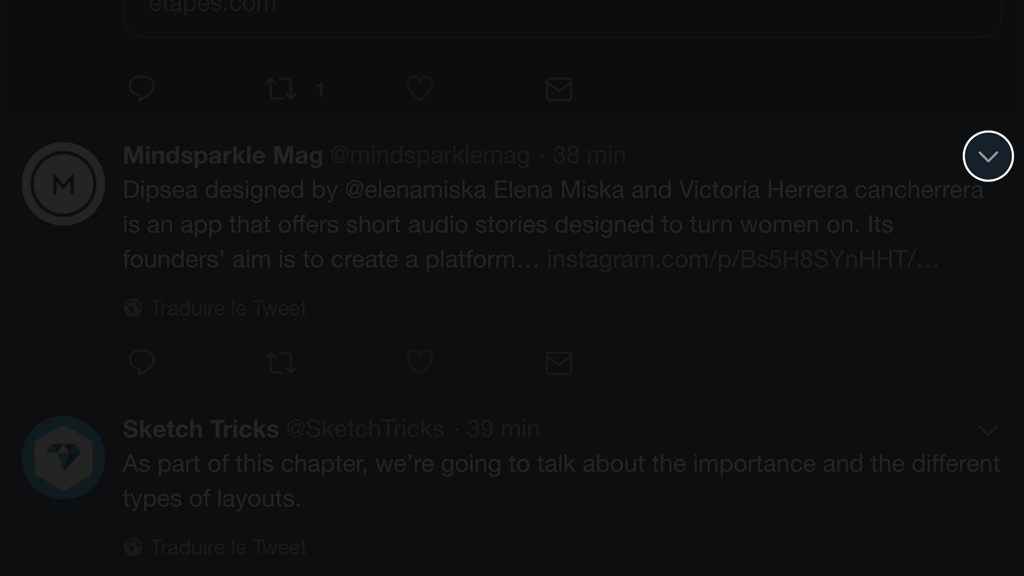 etapes.com
1
Mindsparkle Mag @mindsparklemag · 38 min
Dipsea designed by @elenamiska Elena Miska and Victoria Herrera cancherrera
is an app that offers short audio stories designed to turn women on. Its
founders’ aim is to create a platform… instagram.com/p/Bs5H8SYnHHT/…
Traduire le Tweet
Sketch Tricks @SketchTricks · 39 min
As part of this chapter, we’re going to talk about the importance and the different
types of layouts.
Traduire le Tweet